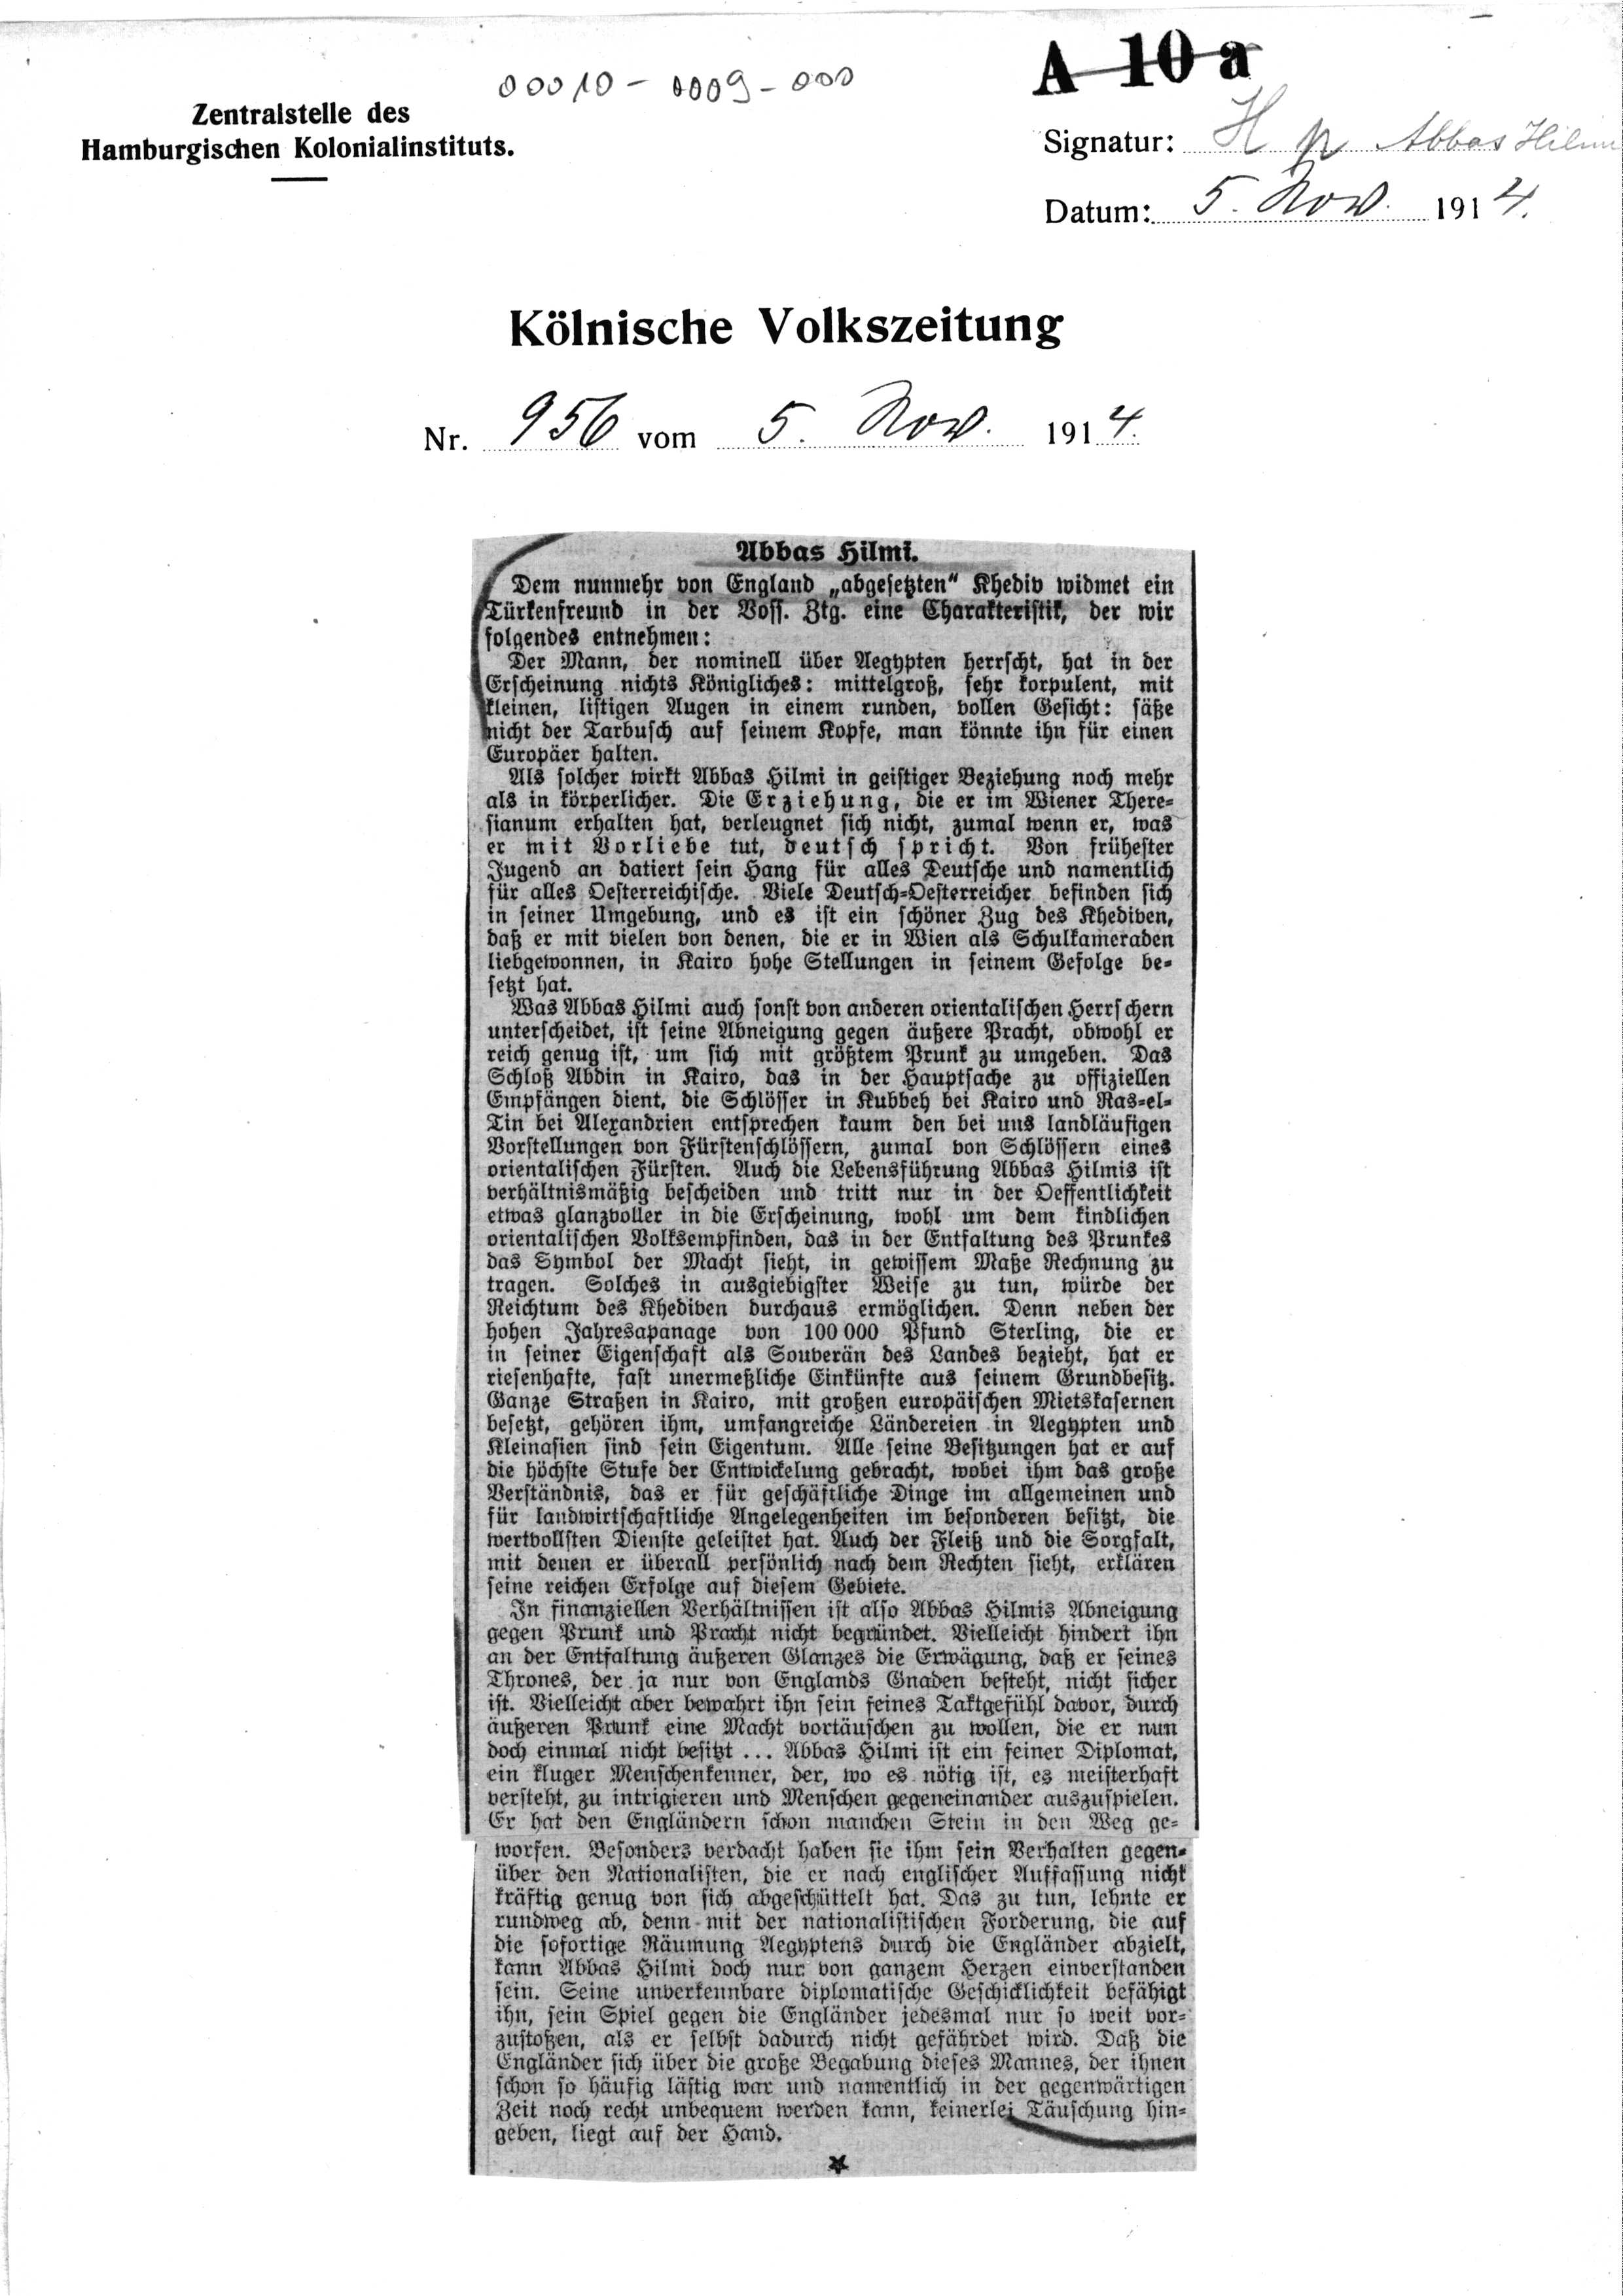 00010-0009-000
A 10 a
Zentralstelle des
Hamburgischen Kolonialinstituts.
Signatur: H p Abbas Hilmi
Datum: 5. Nov. 1914.
Kölnische Volkszeitung
Nr. 956 vom 5. Nov. 1914.
Abbas Hilmi.
Dem nunmehr von England „abgesetzten“ Khediv widmet ein
Türkenfreund in der Voss. Ztg. eine Charakteristik, der wir
folgendes entnehmen:
Der Mann, der nominell über Aegypten herrscht, hat in der
Erscheinung nichts Königliches: mittelgroß, sehr korpulent, mit
kleinen, listigen Augen in einem runden, vollen Gesicht: säße
nicht der Tarbusch auf seinem Kopfe, man könnte ihn für einen
Europäer halten.
Als solcher wirkt Abbas Hilmi in geistiger Beziehung noch mehr
als in körperlicher. Die Erziehung, die er im Wiener There-
sianum erhalten hat, verleugnet sich nicht, zumal wenn er, was
er mit Vorliebe tut, deutsch spricht. Von frühester
Jugend an datiert sein Hang für alles Deutsche und namentlich
für alles Oesterreichische. Viele Deutsch-Oesterreicher befinden sich
in seiner Umgebung, und es ist ein schöner Zug des Khediven,
daß er mit vielen von denen, die er in Wien als Schulkameraden
liebgewonnen, in Kairo hohe Stellungen in seinem Gefolge be-
setzt hat.
Was Abbas Hilmi auch sonst von anderen orientalischen Herrschern
unterscheidet, ist seine Abneigung gegen äußere Pracht, obwohl er
reich genug ist, um sich mit größtem Prunk zu umgeben. Das
Schloß Abdin in Kairo, das in der Hauptsache zu offiziellen
Empfängen dient, die Schlösser in Kubbeh bei Kairo und Ras-el-
Tin bei Alexandrien entsprechen kaum den bei uns landläufigen
Vorstellungen von Fürstenschlössern, zumal von Schlössern eines
orientalischen Fürsten. Auch die Lebensführung Abbas Hilmis ist
verhältnismäßig bescheiden und tritt nur in der Oeffentlichkeit
etwas glanzvoller in die Erscheinung, wohl um dem kindlichen
orientalischen Volksempfinden, das in der Entfaltung des Prunkes
das Symbol der Macht sieht, in gewissem Maße Rechnung zu
tragen. Solches in ausgiebigster Weise zu tun, würde der
Reichtum des Khediven durchaus ermöglichen. Denn neben der
hohen Jahresapanage von 100 000 Pfund Sterling, die er
in seiner Eigenschaft als Souverän des Landes bezieht, hat er
riesenhafte, fast unermeßliche Einkünfte aus seinem Grundbesitz.
Ganze Straßen in Kairo, mit großen europäischen Mietskasernen
besetzt, gehören ihm, umfangreiche Ländereien in Aegypten und
Kleinasien sind sein Eigentum. Alle seine Besitzungen hat er auf
die höchste Stufe der Entwickelung gebracht, wobei ihm das große
Verständnis, das er für geschäftliche Dinge im allgemeinen und
für landwirtschaftliche Angelegenheiten im besonderen besitzt, die
wertvollsten Dienste geleistet hat. Auch der Fleiß und die Sorgfalt,
mit denen er überall persönlich nach dem Rechten sieht, erklären
seine reichen Erfolge auf diesem Gebiete.
In finanziellen Verhältnissen ist also Abbas Hilmis Abneigung
gegen Prunk und Pracht nicht begründet. Vielleicht hindert ihn
an der Entfaltung äußeren Glanzes die Erwägung, daß er seines
Thrones, der ja nur von Englands Gnaden besteht, nicht sicher
ist. Vielleicht aber bewahrt ihn sein feines Taktgefühl davor, durch
äußeren Prunk eine Macht vortäuschen zu wollen, die er nun
doch einmal nicht besitzt ... Abbas Hilmi ist ein feiner Diplomat,
ein kluger Menschenkenner, der, wo es nötig ist, es meisterhaft
versteht, zu intrigieren und Menschen gegeneinander auszuspielen.
Er hat den Engländern schon manchen Stein in den Weg ge-
worfen. Besonders verdacht haben sie ihm sein Verhalten gegen-
über den Nationalisten, die er nach englischer Auffassung nicht
kräftig genug von sich abgeschüttelt hat. Das zu tun, lehnte er
rundweg ab, denn mit der nationalistischen Forderung, die auf
die sofortige Räumung Aegyptens durch die Engländer abzielt,
kann Abbas Hilmi doch nur von ganzem Herzen einverstanden
sein. Seine unverkennbare diplomatische Geschicklichkeit befähigt
ihn, sein Spiel gegen die Engländer jedesmal nur so weit vor-
zustoßen, als er selbst dadurch nicht gefährdet wird. Daß die
Engländer sich über die große Begabung dieses Mannes, der ihnen
schon so häufig lästig war und namentlich in der gegenwärtigen
Zeit noch recht unbequem werden kann, keinerlei Täuschung hin-
geben, liegt auf der Hand.